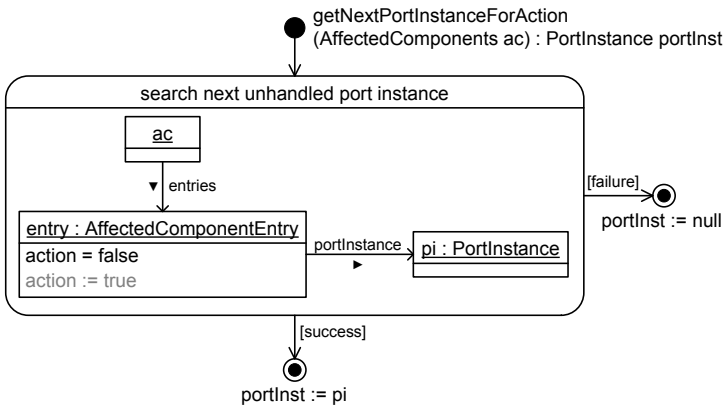 getNextPortInstanceForAction
(AffectedComponents ac) : PortInstance portInst
search next unhandled port instance
ac
▼ entries
[failure]
portInst := null
entry : AffectedComponentEntry
action = false
action := true
portInstance
►
pi : PortInstance
[success]
portInst := pi